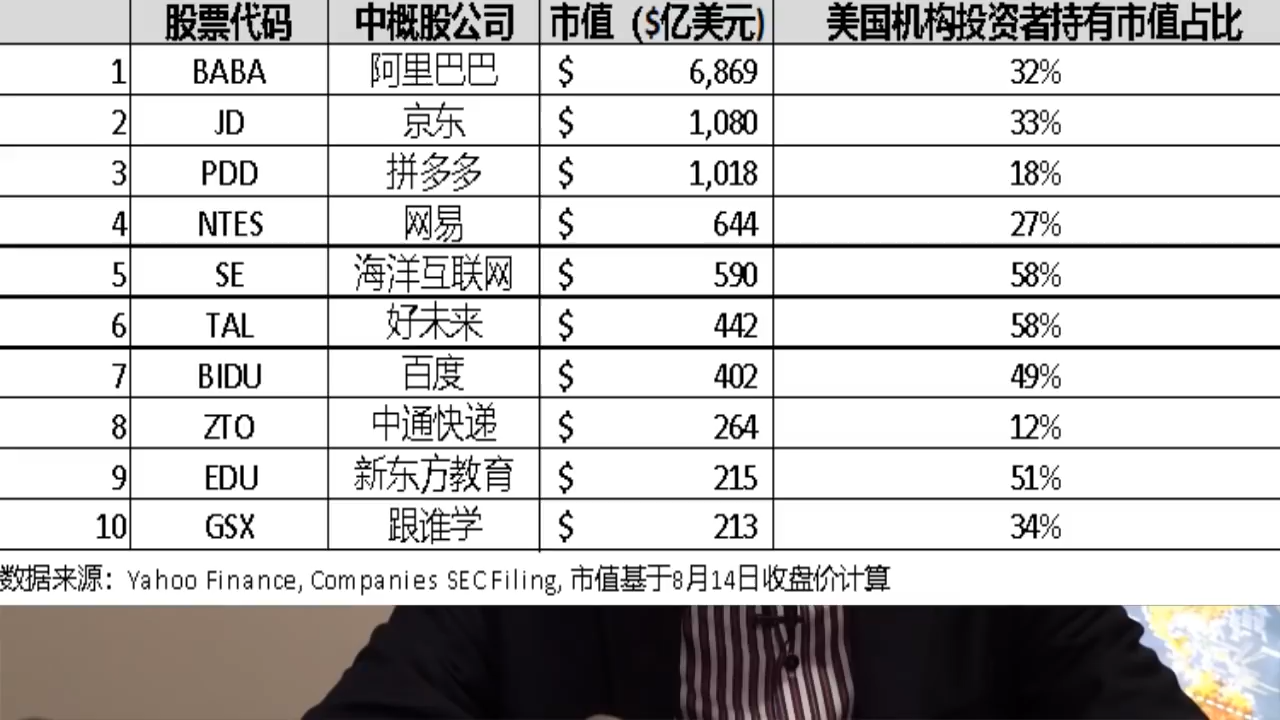 股票代码 中概股公司 市值($亿美元) 美国机构投资者持有市值占比
1 BABA 阿里巴巴 $ 6,869 32%
2 JD 京东 $ 1,080 33%
3 PDD 拼多多 $ 1,018 18%
4 NTES 网易 $ 644 27%
5 SE 海洋互联网 $ 590 58%
6 TAL 好未来 $ 442 58%
7 BIDU 百度 $ 402 49%
8 ZTO 中通快递 $ 264 12%
9 EDU 新东方教育 $ 215 51%
10 GSX 跟谁学 $ 213 34%
数据来源：Yahoo Finance, Companies SEC Filing, 市值基于8月14日收盘价计算